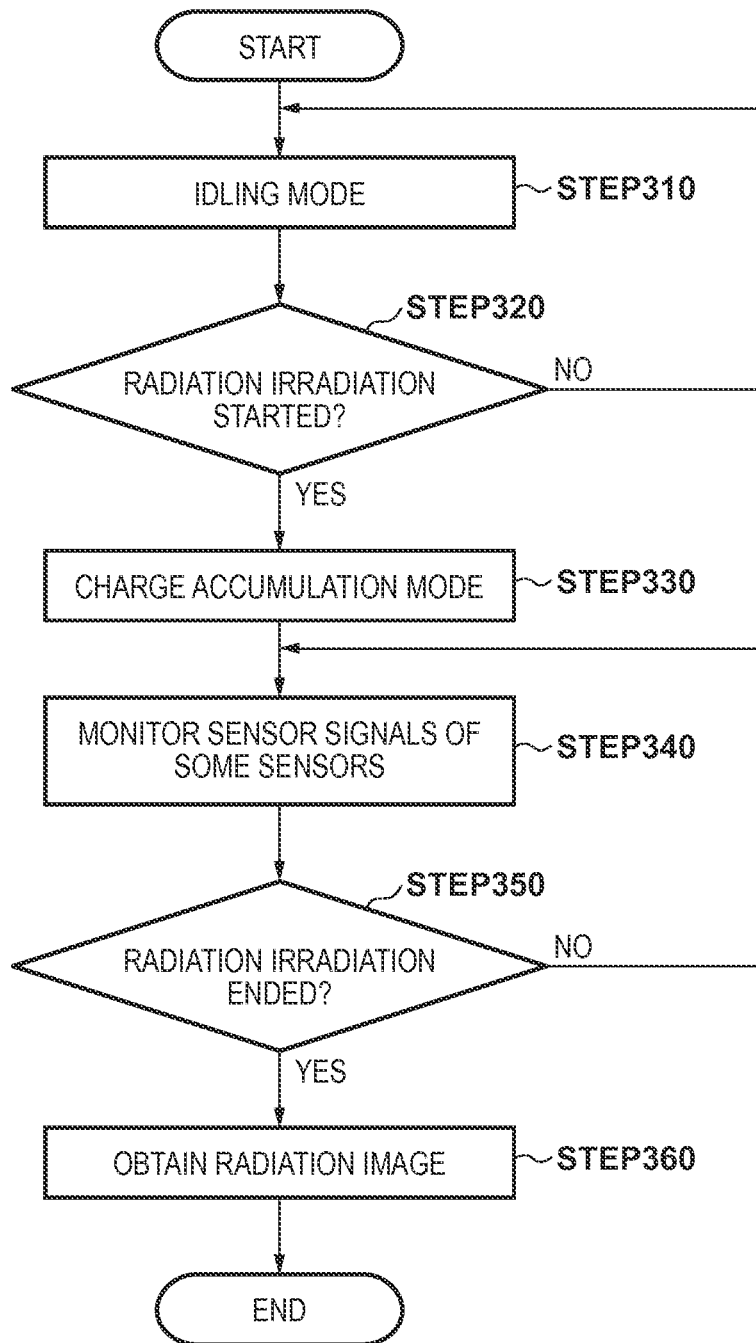 START
IDLING MODE
STEP310
STEP320
RADIATION IRRADIATION
STARTED?
NO
YES
CHARGE ACCUMULATION MODE
STEP330
MONITOR SENSOR SIGNALS OF
SOME SENSORS
STEP340
STEP350
RADIATION IRRADIATION
ENDED?
NO
YES
OBTAIN RADIATION IMAGE
STEP360
END